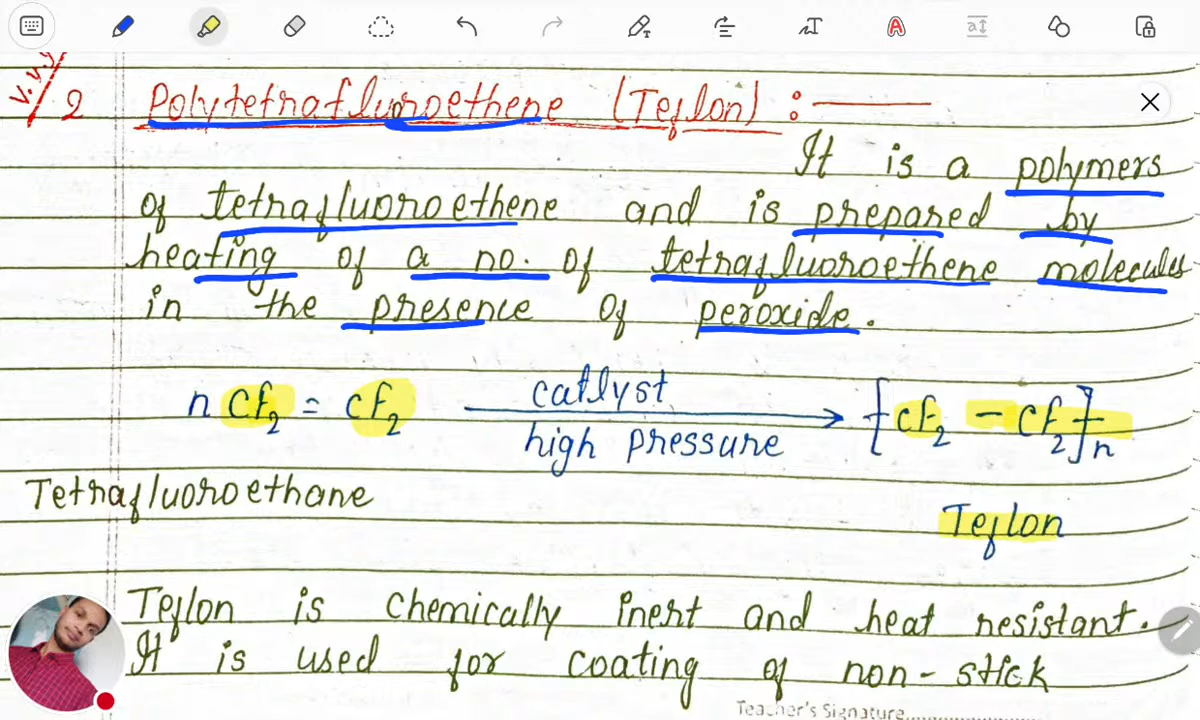 v.v.y
2 Polytetrafluoroethene (Teflon) :—
It is a polymers
of tetrafluoroethene and is prepared by
heating of a no. of tetrafluoroethene molecules
in the presence of peroxide.
n CF₂ = CF₂ catlyst high pressure → [CF₂ – CF₂]n
Tetrafluoroethane
Teflon
Teflon is chemically inert and heat resistant.
It is used for coating of non-stick
Teacher's Signature..................